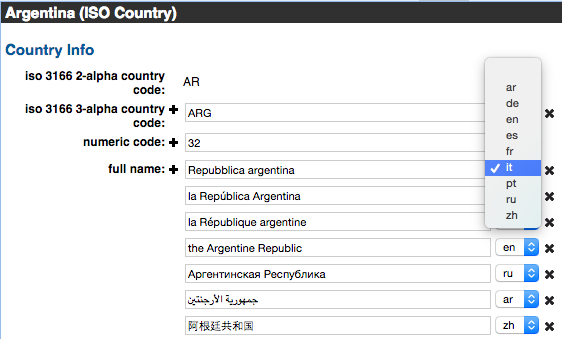 Argentina (ISO Country)
Country Info
iso 3166 2-alpha country code: AR
iso 3166 3-alpha country code: ARG
numeric code: 32
full name: Repubblica argentina
la República Argentina
la République argentine
the Argentine Republic en
Аргентинская Республика ru
جمهورية الأرجنتين ar
阿根廷共和国 zh
ar
de
en
es
fr
it
pt
ru
zh